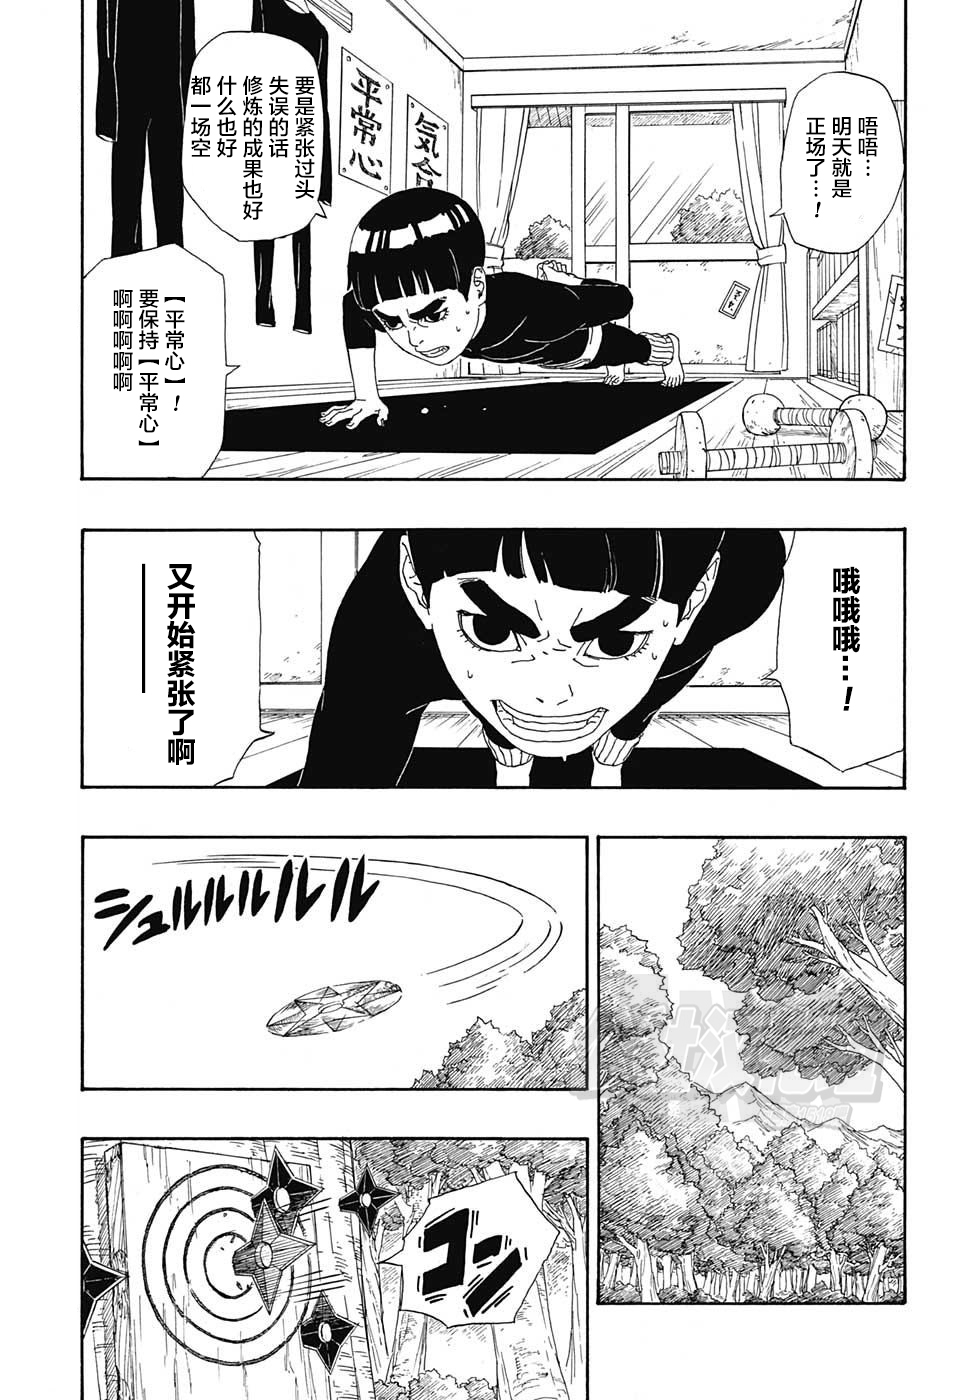 唔唔…
明天就是
正场了…！
要是紧张过头
失误的话
修炼的成果也好
什么也好
都一场空
平常心
気合
【平常心】！
要保持【平常心】
啊啊啊啊啊
哦哦哦…！
又开始紧张了啊
シュルルルルルル
コン